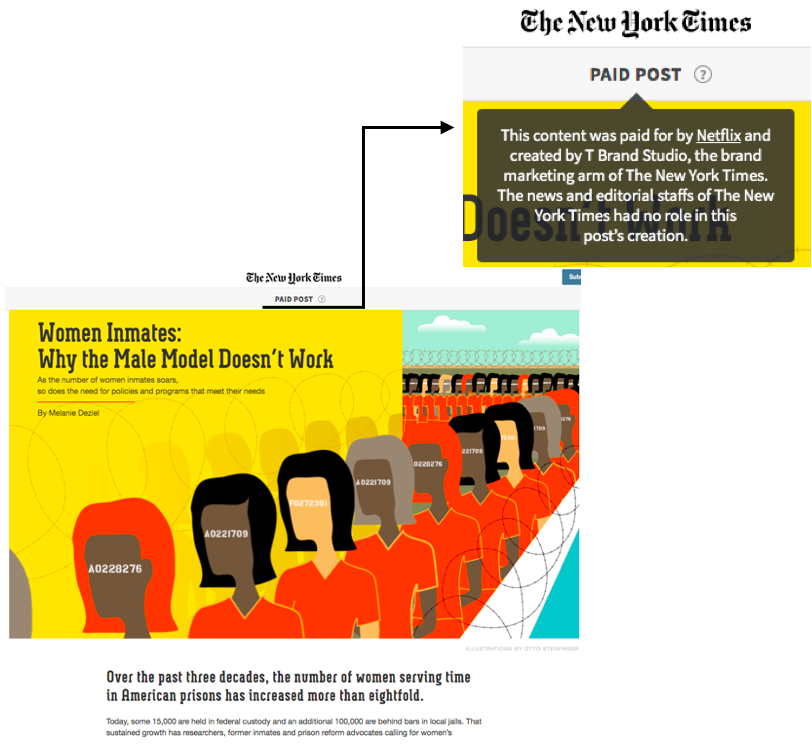 The New York Times
PAID POST ?
This content was paid for by Netflix and
created by T Brand Studio, the brand
marketing arm of The New York Times.
The news and editorial staffs of The New
York Times had no role in this
post's creation.
Doesn't Work
The New York Times
PAID POST ?
Women Inmates:
Why the Male Model Doesn't Work
As the number of women inmates soars,
so does the need for policies and programs that meet their needs
By Melanie Deziel
A0228276
A0221709
F0272381
A0221709
0228276
221709
ILLUSTRATIONS BY OTTO STEININGER
Over the past three decades, the number of women serving time
in American prisons has increased more than eightfold.
Today, some 15,000 are held in federal custody and an additional 100,000 are behind bars in local jails. That
sustained growth has researchers, former inmates and prison reform advocates calling for women's